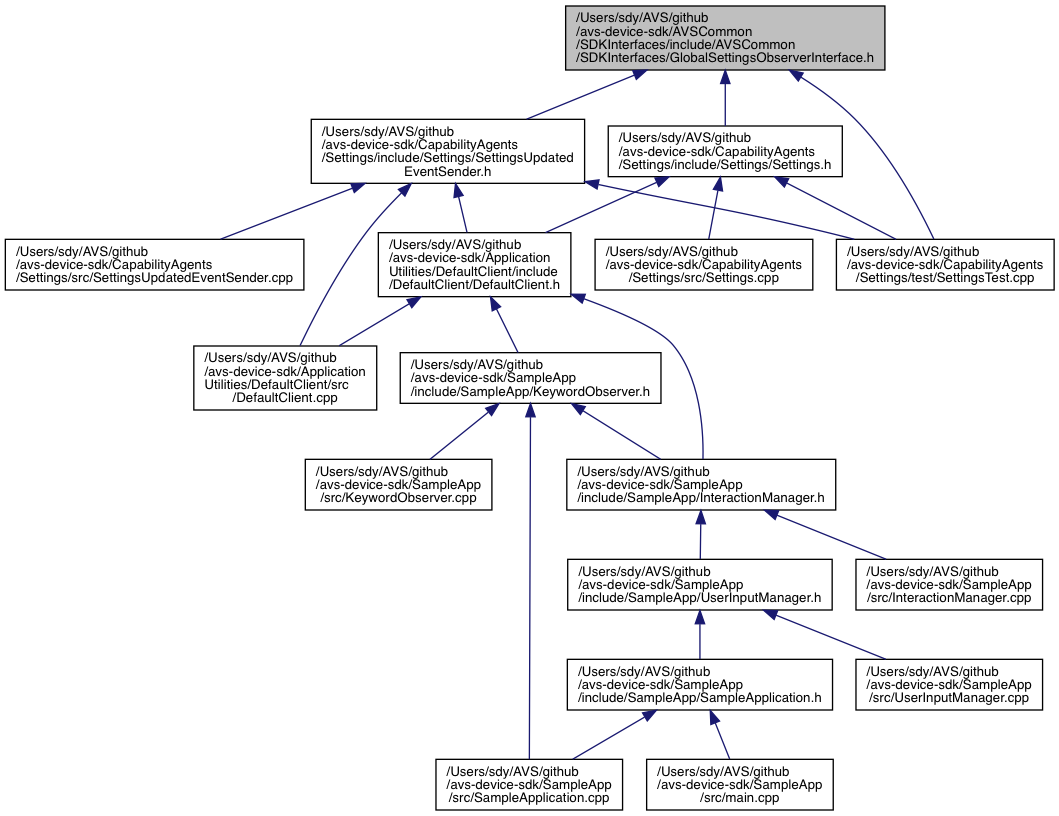 /Users/sdy/AVS/github
/avs-device-sdk/AVSCommon
/SDKInterfaces/include/AVSCommon
/SDKInterfaces/GlobalSettingsObserverInterface.h
/Users/sdy/AVS/github
/avs-device-sdk/CapabilityAgents
/Settings/include/Settings/SettingsUpdated
EventSender.h
/Users/sdy/AVS/github
/avs-device-sdk/CapabilityAgents
/Settings/include/Settings/Settings.h
/Users/sdy/AVS/github
/avs-device-sdk/CapabilityAgents
/Settings/src/SettingsUpdatedEventSender.cpp
/Users/sdy/AVS/github
/avs-device-sdk/Application
Utilities/DefaultClient/include
/DefaultClient/DefaultClient.h
/Users/sdy/AVS/github
/avs-device-sdk/CapabilityAgents
/Settings/src/Settings.cpp
/Users/sdy/AVS/github
/avs-device-sdk/CapabilityAgents
/Settings/test/SettingsTest.cpp
/Users/sdy/AVS/github
/avs-device-sdk/Application
Utilities/DefaultClient/src
/DefaultClient.cpp
/Users/sdy/AVS/github
/avs-device-sdk/SampleApp
/include/SampleApp/KeywordObserver.h
/Users/sdy/AVS/github
/avs-device-sdk/SampleApp
/src/KeywordObserver.cpp
/Users/sdy/AVS/github
/avs-device-sdk/SampleApp
/include/SampleApp/InteractionManager.h
/Users/sdy/AVS/github
/avs-device-sdk/SampleApp
/include/SampleApp/UserInputManager.h
/Users/sdy/AVS/github
/avs-device-sdk/SampleApp
/src/InteractionManager.cpp
/Users/sdy/AVS/github
/avs-device-sdk/SampleApp
/include/SampleApp/SampleApplication.h
/Users/sdy/AVS/github
/avs-device-sdk/SampleApp
/src/UserInputManager.cpp
/Users/sdy/AVS/github
/avs-device-sdk/SampleApp
/src/SampleApplication.cpp
/Users/sdy/AVS/github
/avs-device-sdk/SampleApp
/src/main.cpp